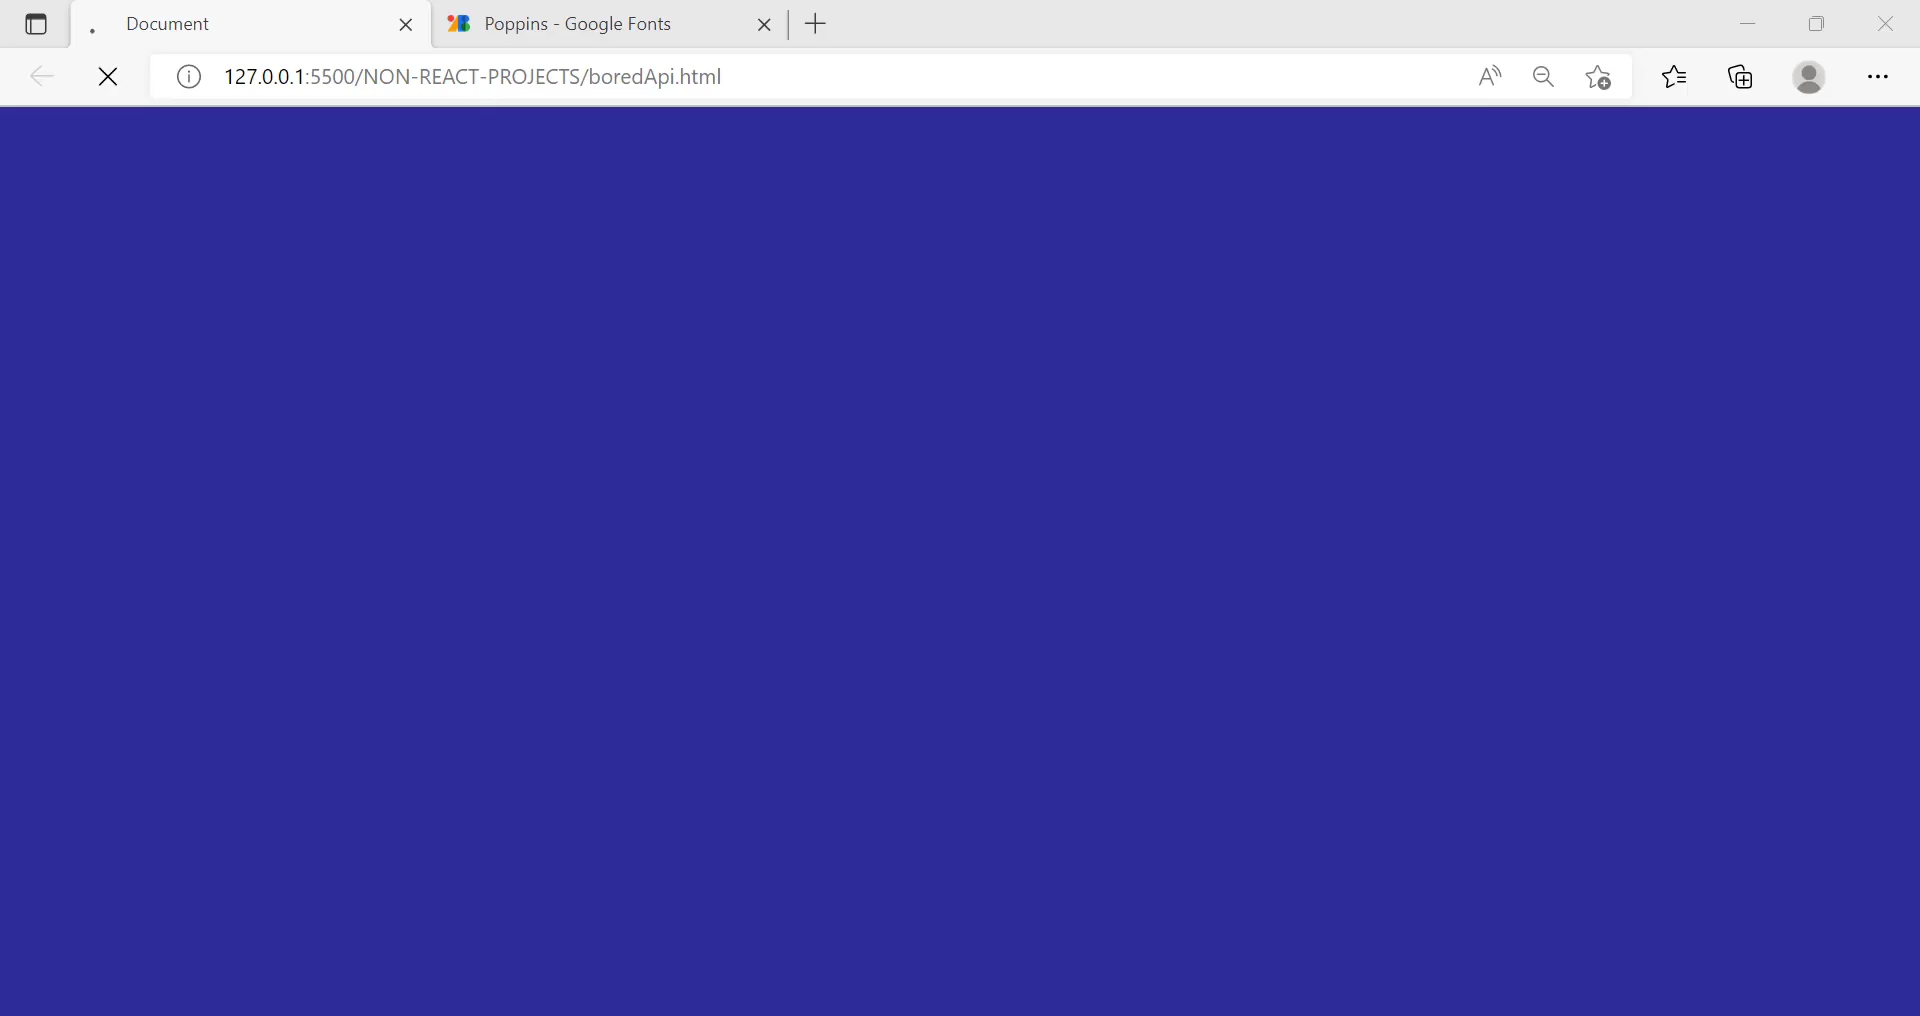 Document
Poppins - Google Fonts
127.0.0.1:5500/NON-REACT-PROJECTS/boredApi.html